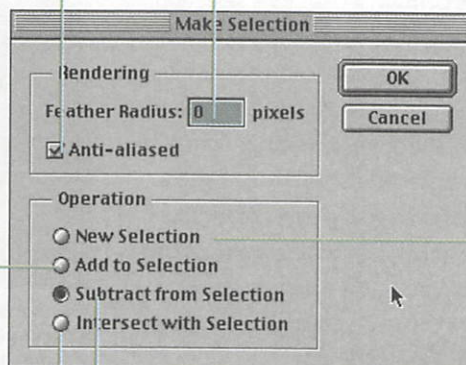 Make Selection
Rendering
Feather Radius: 0 pixels
Anti-aliased
OK
Cancel
Operation
New Selection
Add to Selection
Subtract from Selection
Intersect with Selection